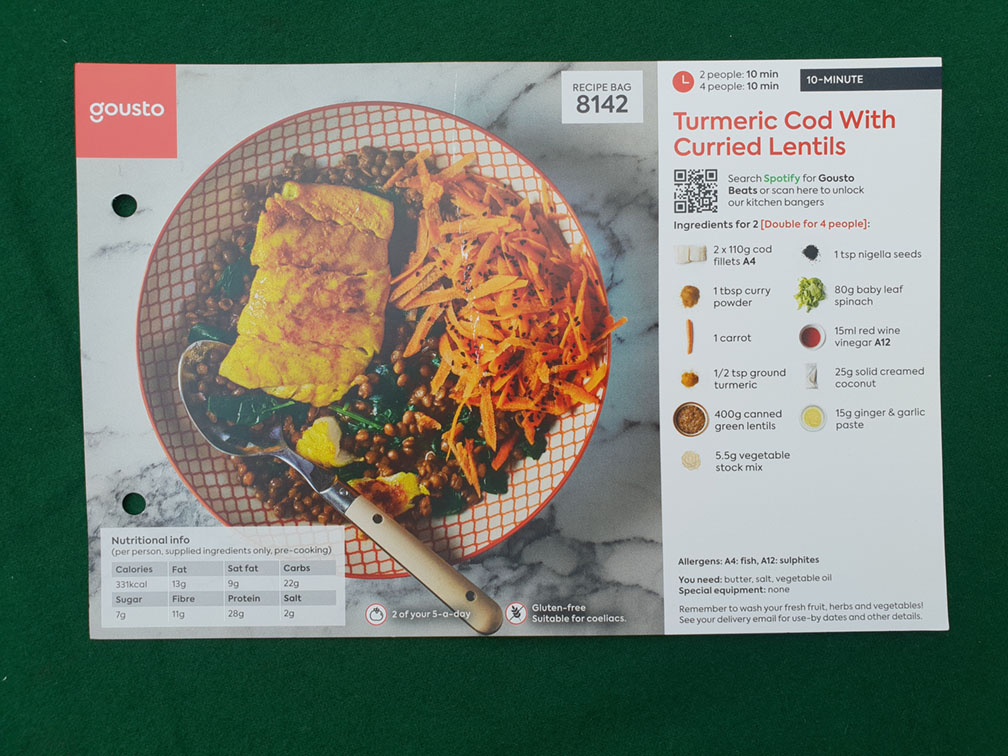 gousto
RECIPE BAG
8142
Nutritional info
(per person, supplied ingredients only, pre-cooking)
Calories Fat Sat fat Carbs
331kcal 13g 9g 22g
Sugar Fibre Protein Salt
7g 11g 28g 2g
2 of your 5-a-day
Gluten-free
Suitable for coeliacs.
2 people: 10 min
4 people: 10 min
10-MINUTE
Turmeric Cod With
Curried Lentils
Search Spotify for Gousto
Beats or scan here to unlock
our kitchen bangers
Ingredients for 2 [Double for 4 people]:
2 x 110g cod
fillets A4
1 tbsp curry
powder
1 carrot
1/2 tsp ground
turmeric
400g canned
green lentils
5.5g vegetable
stock mix
1 tsp nigella seeds
80g baby leaf
spinach
15ml red wine
vinegar A12
25g solid creamed
coconut
15g ginger & garlic
paste
Allergens: A4: fish, A12: sulphites
You need: butter, salt, vegetable oil
Special equipment: none
Remember to wash your fresh fruit, herbs and vegetables!
See your delivery email for use-by dates and other details.